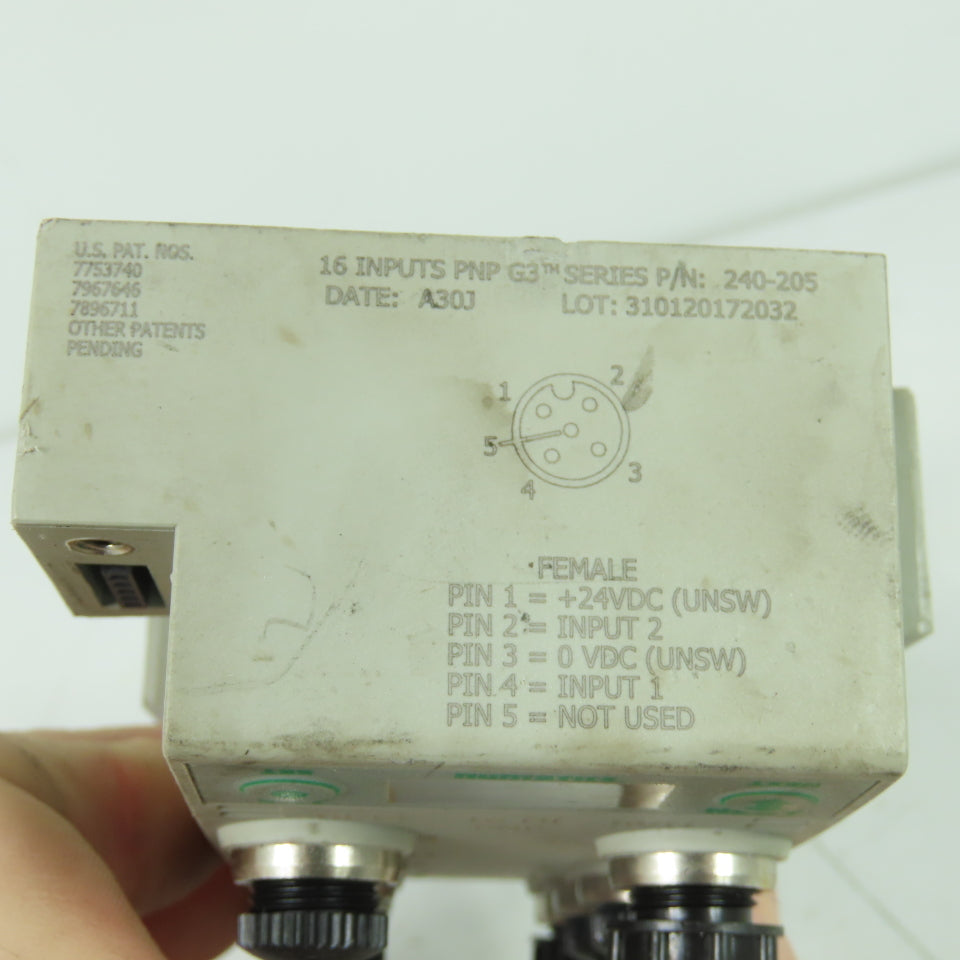 U.S. PAT. NOS.
7753740
7967646
7896711
OTHER PATENTS
PENDING
16 INPUTS PNP G3™ SERIES P/N: 240-205
DATE: A30J LOT: 310120172032
1
2
5
3
4
FEMALE
PIN 1 = +24VDC (UNSW)
PIN 2 = INPUT 2
PIN 3 = 0 VDC (UNSW)
PIN 4 = INPUT 1
PIN 5 = NOT USED
numatics